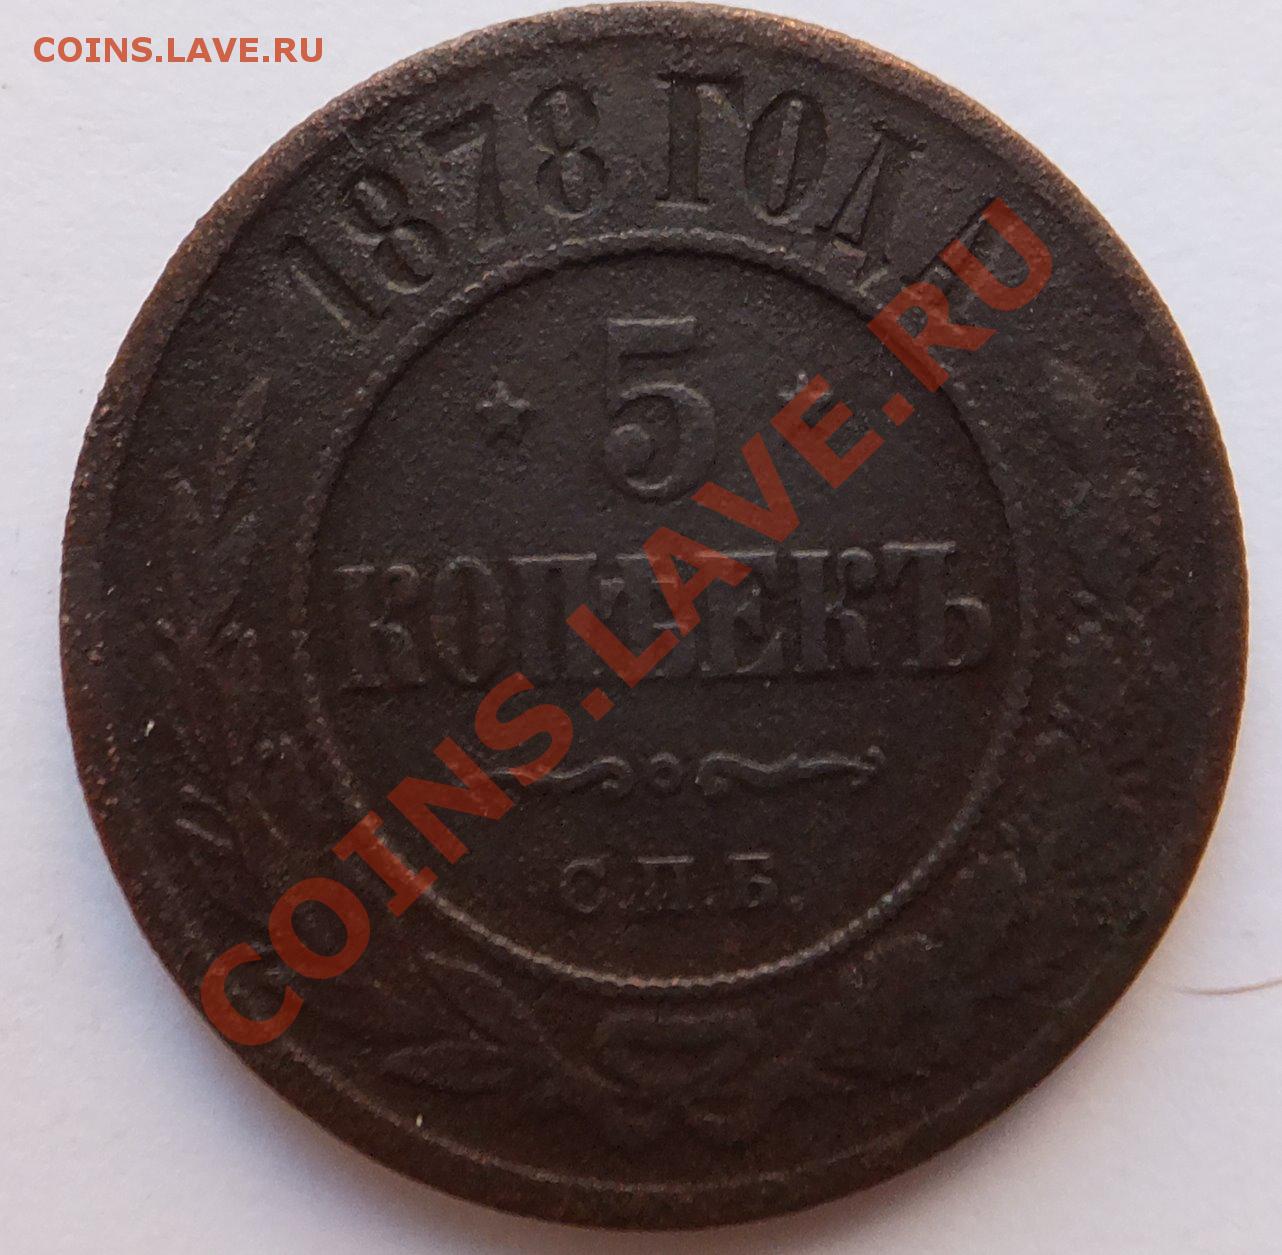 COINS.LAVE.RU
1878 ГОДА
5
КОПѢЕКЪ
С.П.Б.
COINS.LAVE.RU